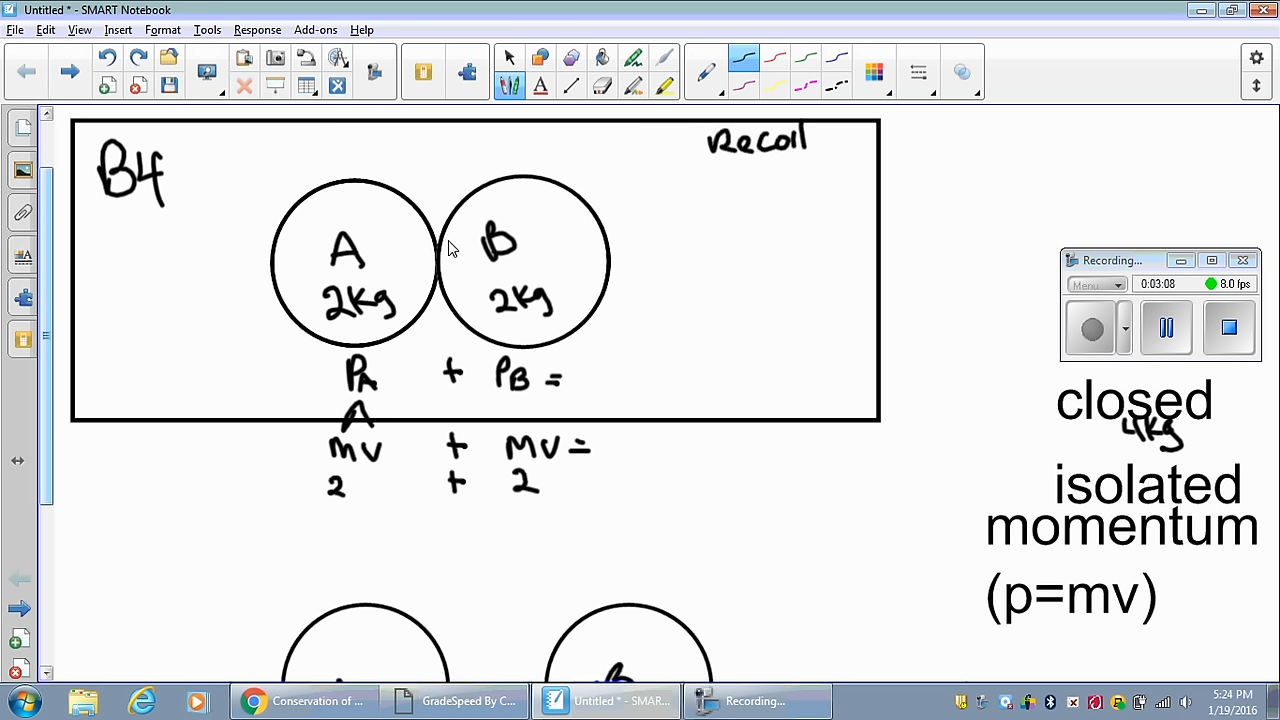 Untitled * - SMART Notebook
File Edit View Insert Format Tools Response Add-ons Help
B4
Recoil
A
B
2kg
2kg
PA + PB =
A
mv + mv =
2 + 2
B
Recording...
Menu
0:03:08
8.0 fps
closed
4kg
isolated
momentum
(p=mv)
Conservation of ...
GradeSpeed By C...
Untitled * - SMAR...
Recording...
5:24 PM
1/19/2016